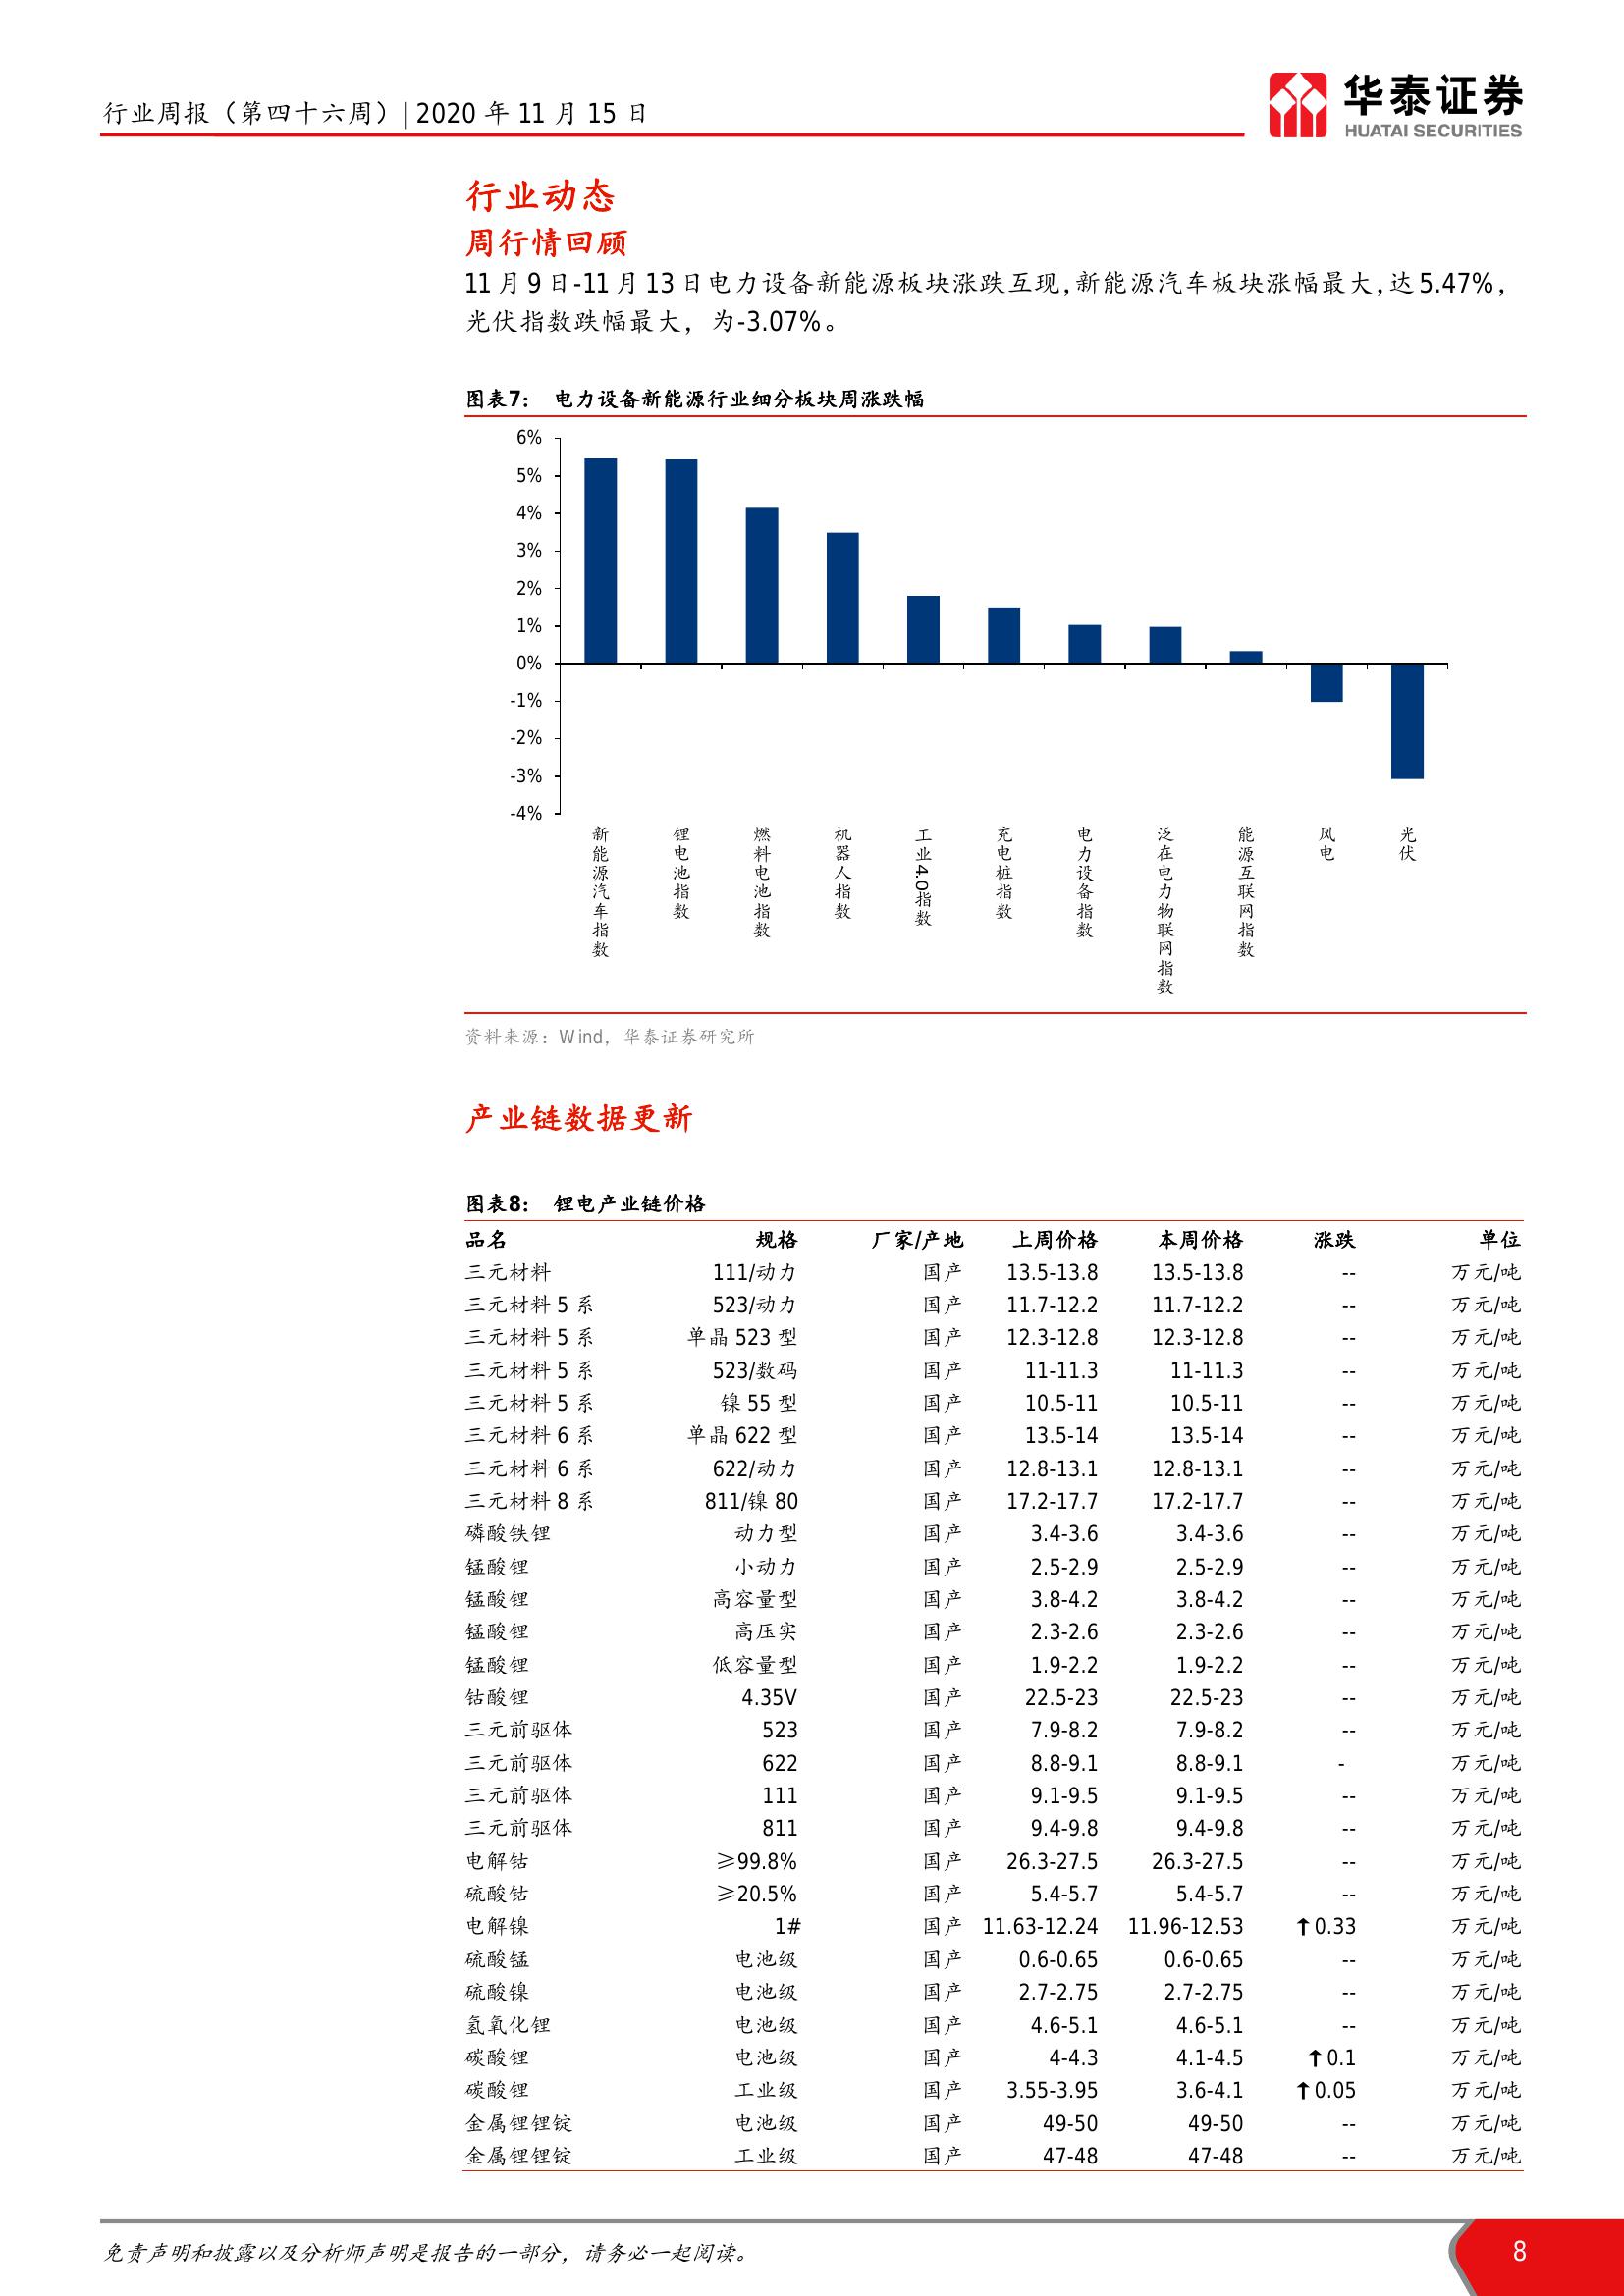 行业周报（第四十六周）| 2020 年 11 月 15 日
华泰证券
HUATAI SECURITIES
行业动态
周行情回顾
11 月 9 日-11 月 13 日电力设备新能源板块涨跌互现，新能源汽车板块涨幅最大，达 5.47%，
光伏指数跌幅最大，为-3.07%。
图表7： 电力设备新能源行业细分板块周涨跌幅
6%
5%
4%
3%
2%
1%
0%
-1%
-2%
-3%
-4%
新能源汽车指数
锂电池指数
燃料电池指数
机器人指数
工业4.0指数
充电桩指数
电力设备指数
泛在电力物联网指数
能源互联网指数
风电
光伏
资料来源：Wind，华泰证券研究所
产业链数据更新
图表8： 锂电产业链价格
品名 规格 厂家/产地 上周价格 本周价格 涨跌 单位
三元材料 111/动力 国产 13.5-13.8 13.5-13.8 -- 万元/吨
三元材料 5 系 523/动力 国产 11.7-12.2 11.7-12.2 -- 万元/吨
三元材料 5 系 单晶 523 型 国产 12.3-12.8 12.3-12.8 -- 万元/吨
三元材料 5 系 523/数码 国产 11-11.3 11-11.3 -- 万元/吨
三元材料 5 系 镍 55 型 国产 10.5-11 10.5-11 -- 万元/吨
三元材料 6 系 单晶 622 型 国产 13.5-14 13.5-14 -- 万元/吨
三元材料 6 系 622/动力 国产 12.8-13.1 12.8-13.1 -- 万元/吨
三元材料 8 系 811/镍 80 国产 17.2-17.7 17.2-17.7 -- 万元/吨
磷酸铁锂 动力型 国产 3.4-3.6 3.4-3.6 -- 万元/吨
锰酸锂 小动力 国产 2.5-2.9 2.5-2.9 -- 万元/吨
锰酸锂 高容量型 国产 3.8-4.2 3.8-4.2 -- 万元/吨
锰酸锂 高压实 国产 2.3-2.6 2.3-2.6 -- 万元/吨
锰酸锂 低容量型 国产 1.9-2.2 1.9-2.2 -- 万元/吨
钴酸锂 4.35V 国产 22.5-23 22.5-23 -- 万元/吨
三元前驱体 523 国产 7.9-8.2 7.9-8.2 -- 万元/吨
三元前驱体 622 国产 8.8-9.1 8.8-9.1 - 万元/吨
三元前驱体 111 国产 9.1-9.5 9.1-9.5 -- 万元/吨
三元前驱体 811 国产 9.4-9.8 9.4-9.8 -- 万元/吨
电解钴 ≥99.8% 国产 26.3-27.5 26.3-27.5 -- 万元/吨
硫酸钴 ≥20.5% 国产 5.4-5.7 5.4-5.7 -- 万元/吨
电解镍 1# 国产 11.63-12.24 11.96-12.53 ↑0.33 万元/吨
硫酸锰 电池级 国产 0.6-0.65 0.6-0.65 -- 万元/吨
硫酸镍 电池级 国产 2.7-2.75 2.7-2.75 -- 万元/吨
氢氧化锂 电池级 国产 4.6-5.1 4.6-5.1 -- 万元/吨
碳酸锂 电池级 国产 4-4.3 4.1-4.5 ↑0.1 万元/吨
碳酸锂 工业级 国产 3.55-3.95 3.6-4.1 ↑0.05 万元/吨
金属锂锂锭 电池级 国产 49-50 49-50 -- 万元/吨
金属锂锂锭 工业级 国产 47-48 47-48 -- 万元/吨
免责声明和披露以及分析师声明是报告的一部分，请务必一起阅读。
8